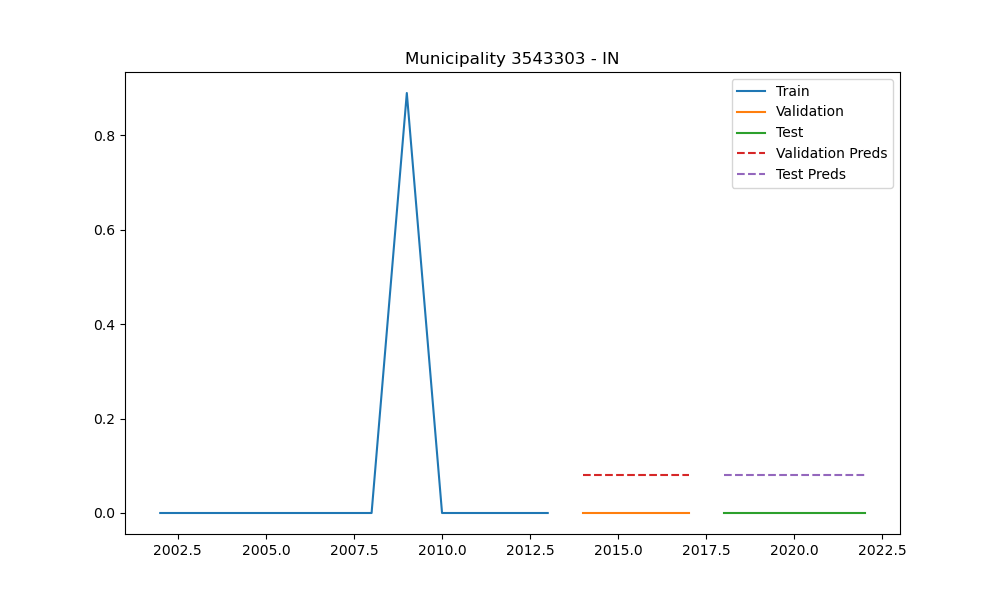 Municipality 3543303 - IN
Train
Validation
Test
Validation Preds
Test Preds
0.8
0.6
0.4
0.2
0.0
2002.5 2005.0 2007.5 2010.0 2012.5 2015.0 2017.5 2020.0 2022.5